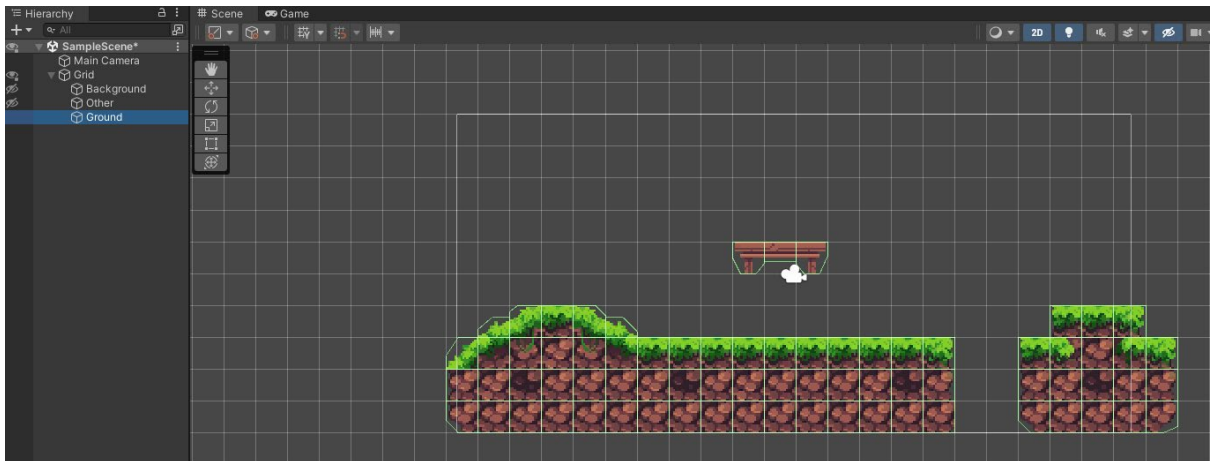 Hierarchy
Scene
Game
All
2D
SampleScene*
Main Camera
Grid
Background
Other
Ground